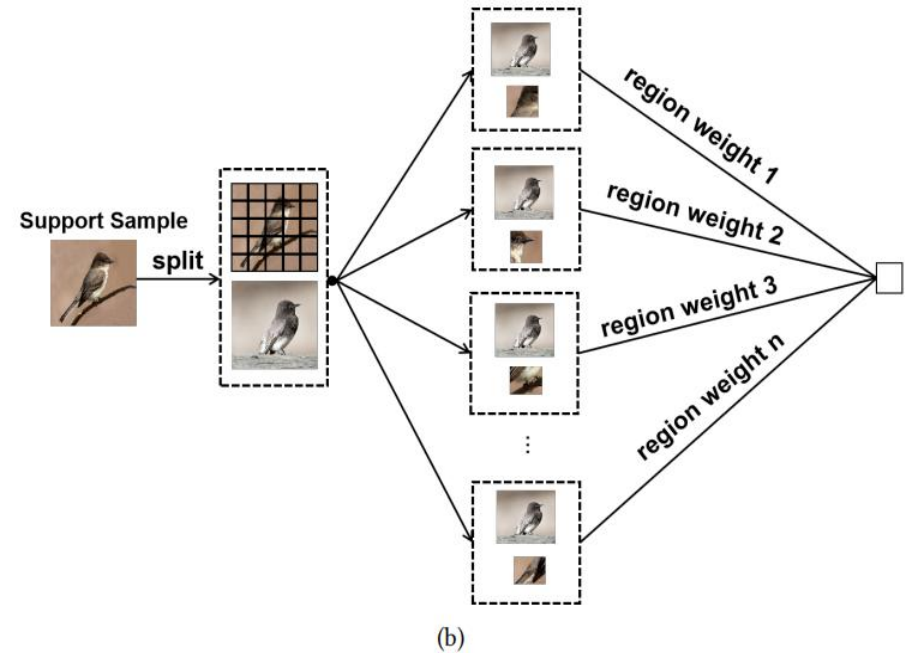 Support Sample
split
region weight 1
region weight 2
region weight 3
...
region weight n
(b)